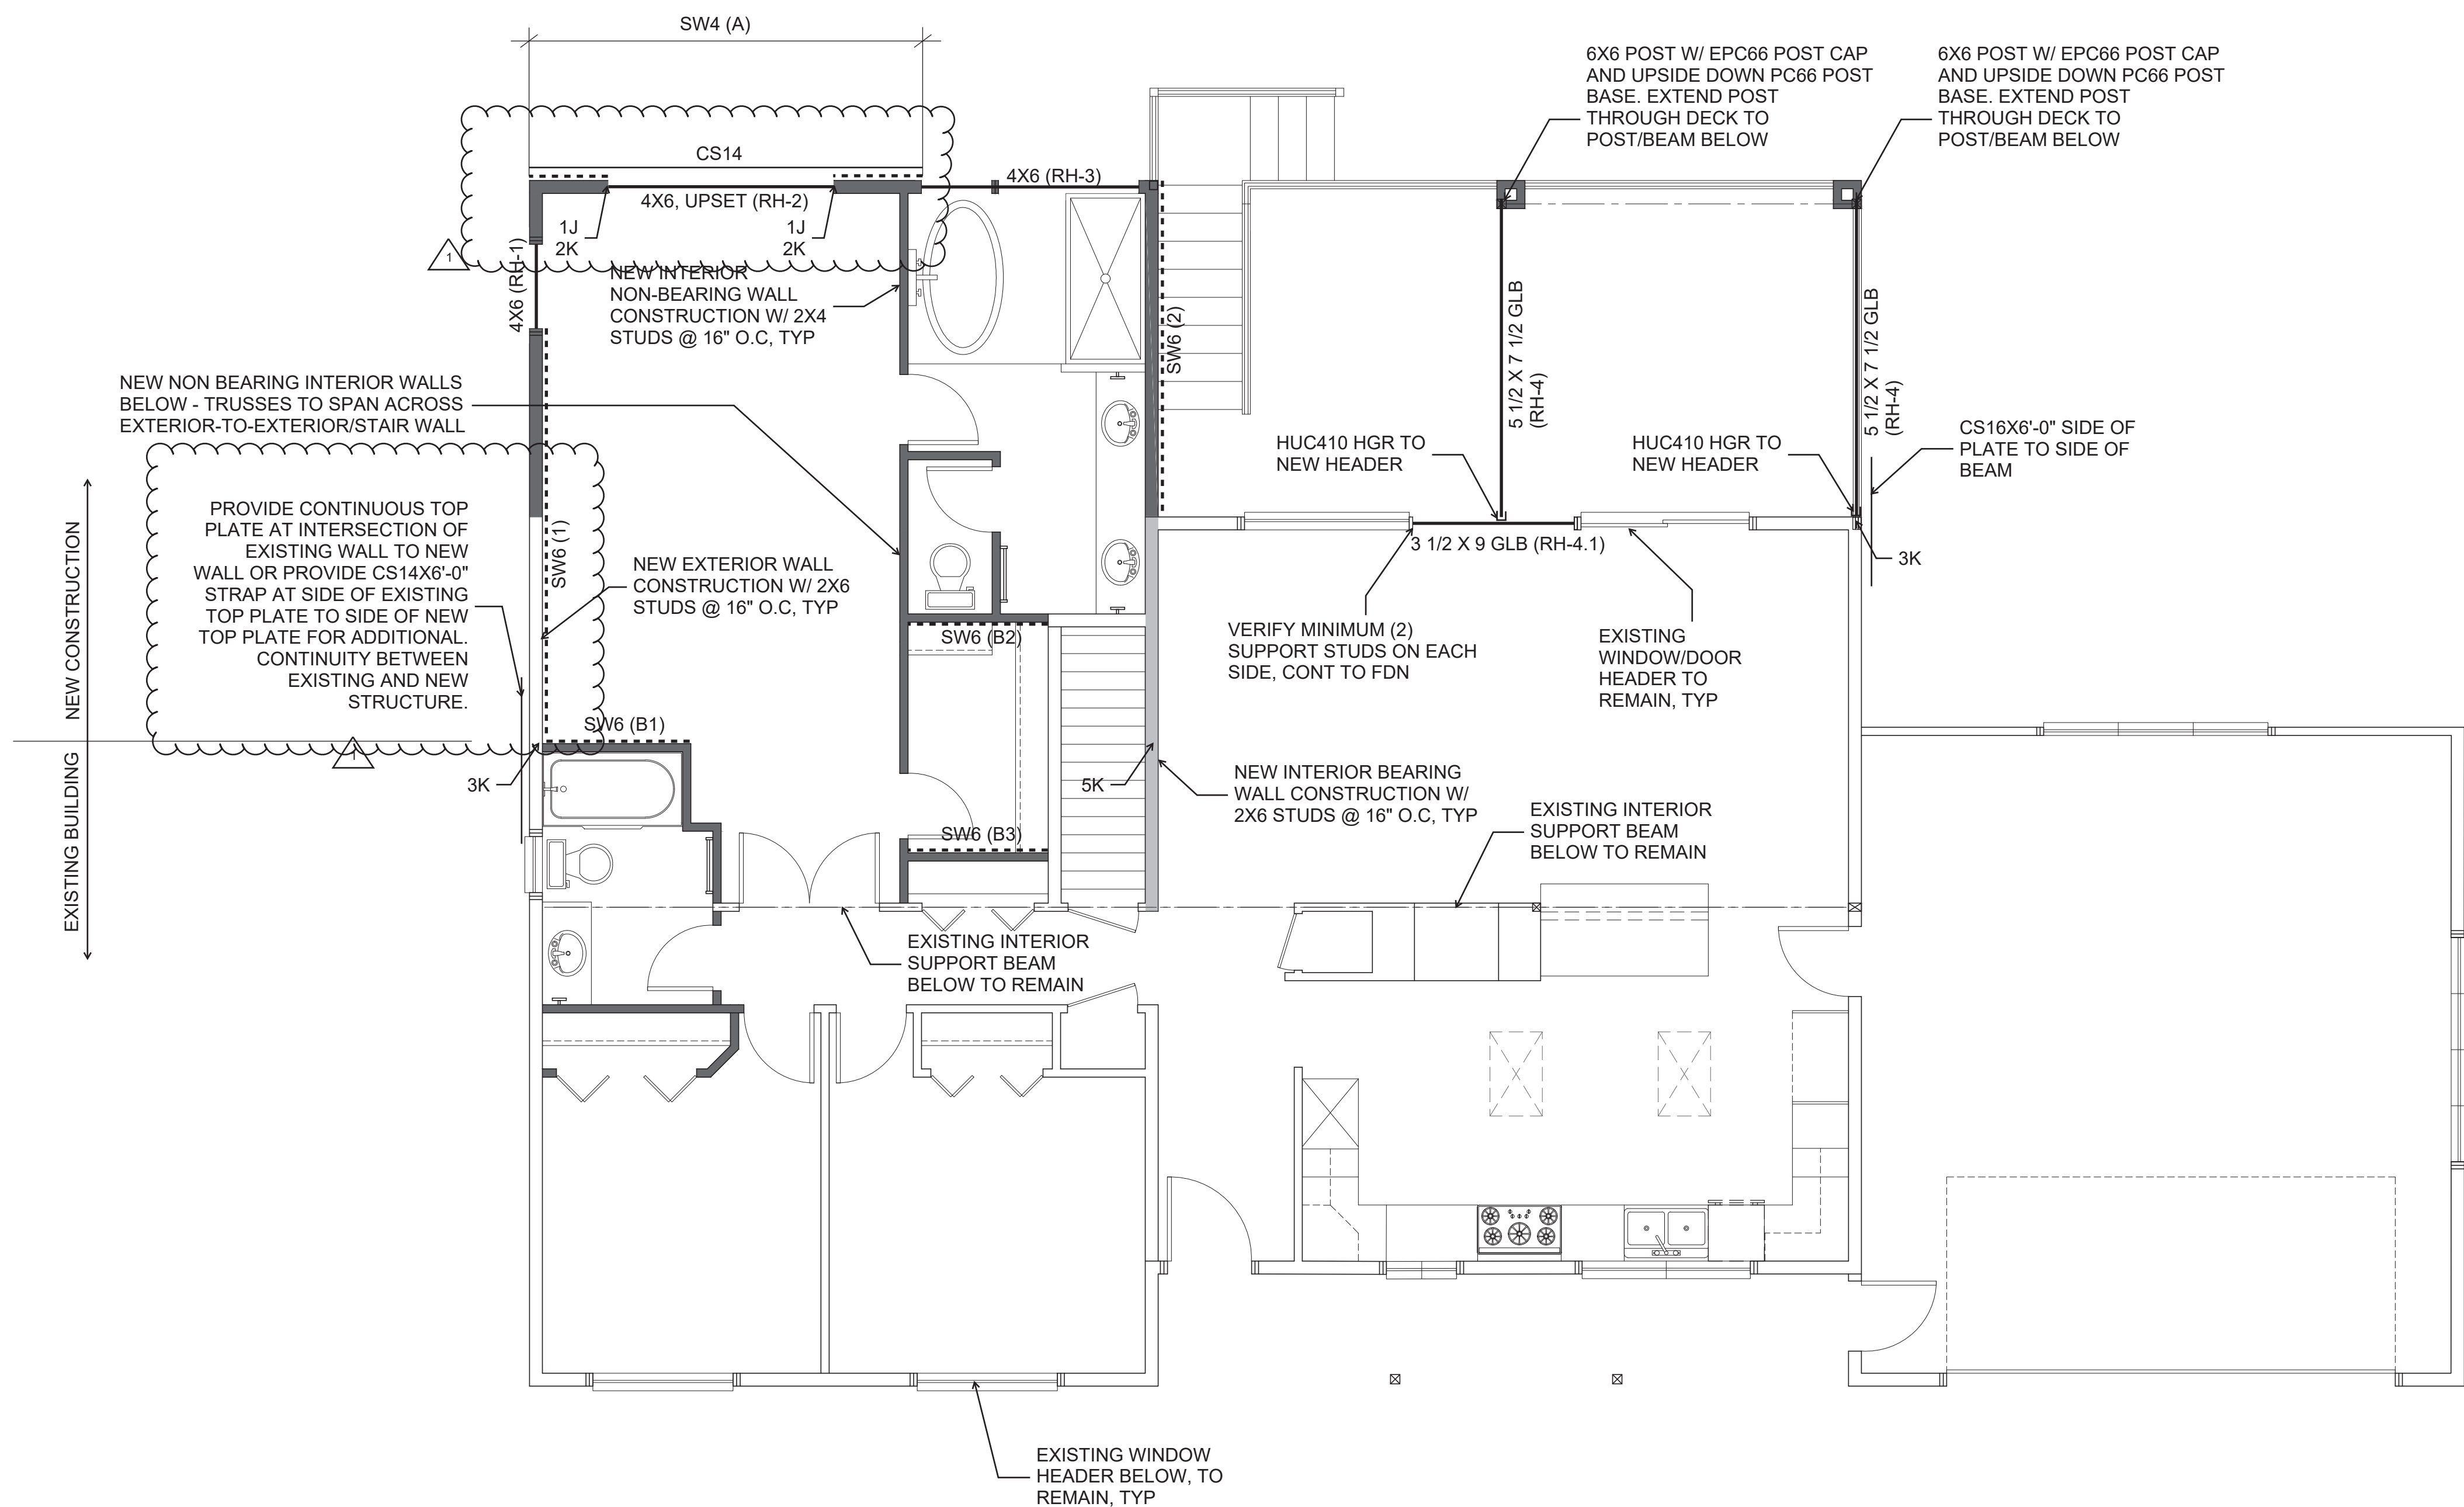 SW4 (A)
6X6 POST W/ EPC66 POST CAP
AND UPSIDE DOWN PC66 POST
BASE. EXTEND POST
THROUGH DECK TO
POST/BEAM BELOW
6X6 POST W/ EPC66 POST CAP
AND UPSIDE DOWN PC66 POST
BASE. EXTEND POST
THROUGH DECK TO
POST/BEAM BELOW
CS14
4X6 (RH-3)
4X6, UPSET (RH-2)
1J
2K
1J
2K
1
4X6 (RH-1)
NEW INTERIOR
NON-BEARING WALL
CONSTRUCTION W/ 2X4
STUDS @ 16" O.C, TYP
SW6 (2)
5 1/2 X 7 1/2 GLB
(RH-4)
5 1/2 X 7 1/2 GLB
(RH-4)
NEW NON BEARING INTERIOR WALLS
BELOW - TRUSSES TO SPAN ACROSS
EXTERIOR-TO-EXTERIOR/STAIR WALL
HUC410 HGR TO
NEW HEADER
HUC410 HGR TO
NEW HEADER
CS16X6'-0" SIDE OF
PLATE TO SIDE OF
BEAM
PROVIDE CONTINUOUS TOP
PLATE AT INTERSECTION OF
EXISTING WALL TO NEW
WALL OR PROVIDE CS14X6'-0"
STRAP AT SIDE OF EXISTING
TOP PLATE TO SIDE OF NEW
TOP PLATE FOR ADDITIONAL.
CONTINUITY BETWEEN
EXISTING AND NEW
STRUCTURE.
NEW CONSTRUCTION
EXISTING BUILDING
SW6 (1)
NEW EXTERIOR WALL
CONSTRUCTION W/ 2X6
STUDS @ 16" O.C, TYP
3 1/2 X 9 GLB (RH-4.1)
3K
VERIFY MINIMUM (2)
SUPPORT STUDS ON EACH
SIDE, CONT TO FDN
EXISTING
WINDOW/DOOR
HEADER TO
REMAIN, TYP
SW6 (B2)
SW6 (B1)
1
3K
5K
NEW INTERIOR BEARING
WALL CONSTRUCTION W/
2X6 STUDS @ 16" O.C, TYP
EXISTING INTERIOR
SUPPORT BEAM
BELOW TO REMAIN
SW6 (B3)
EXISTING INTERIOR
SUPPORT BEAM
BELOW TO REMAIN
EXISTING WINDOW
HEADER BELOW, TO
REMAIN, TYP